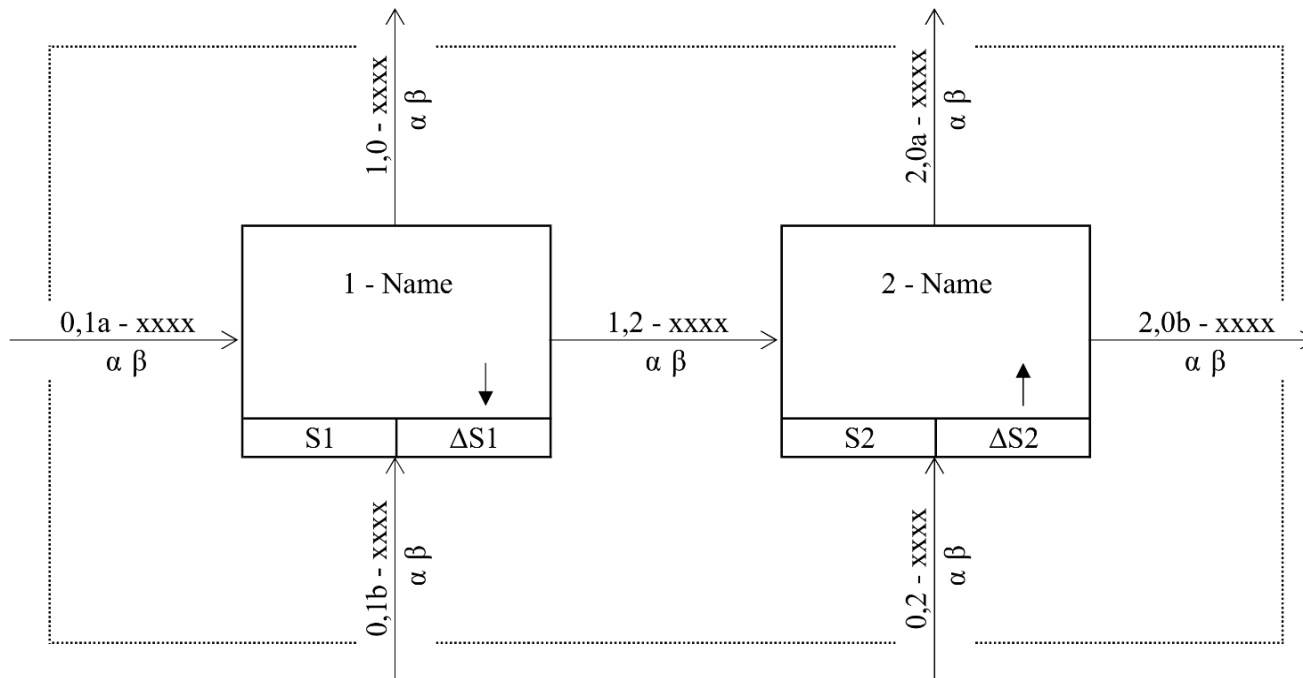 1,0 - xxxx
α β
2,0a - xxxx
α β
1 - Name
2 - Name
0,1a - xxxx
α β
1,2 - xxxx
α β
2,0b - xxxx
α β
S1
ΔS1
S2
ΔS2
0,1b - xxxx
α β
0,2 - xxxx
α β